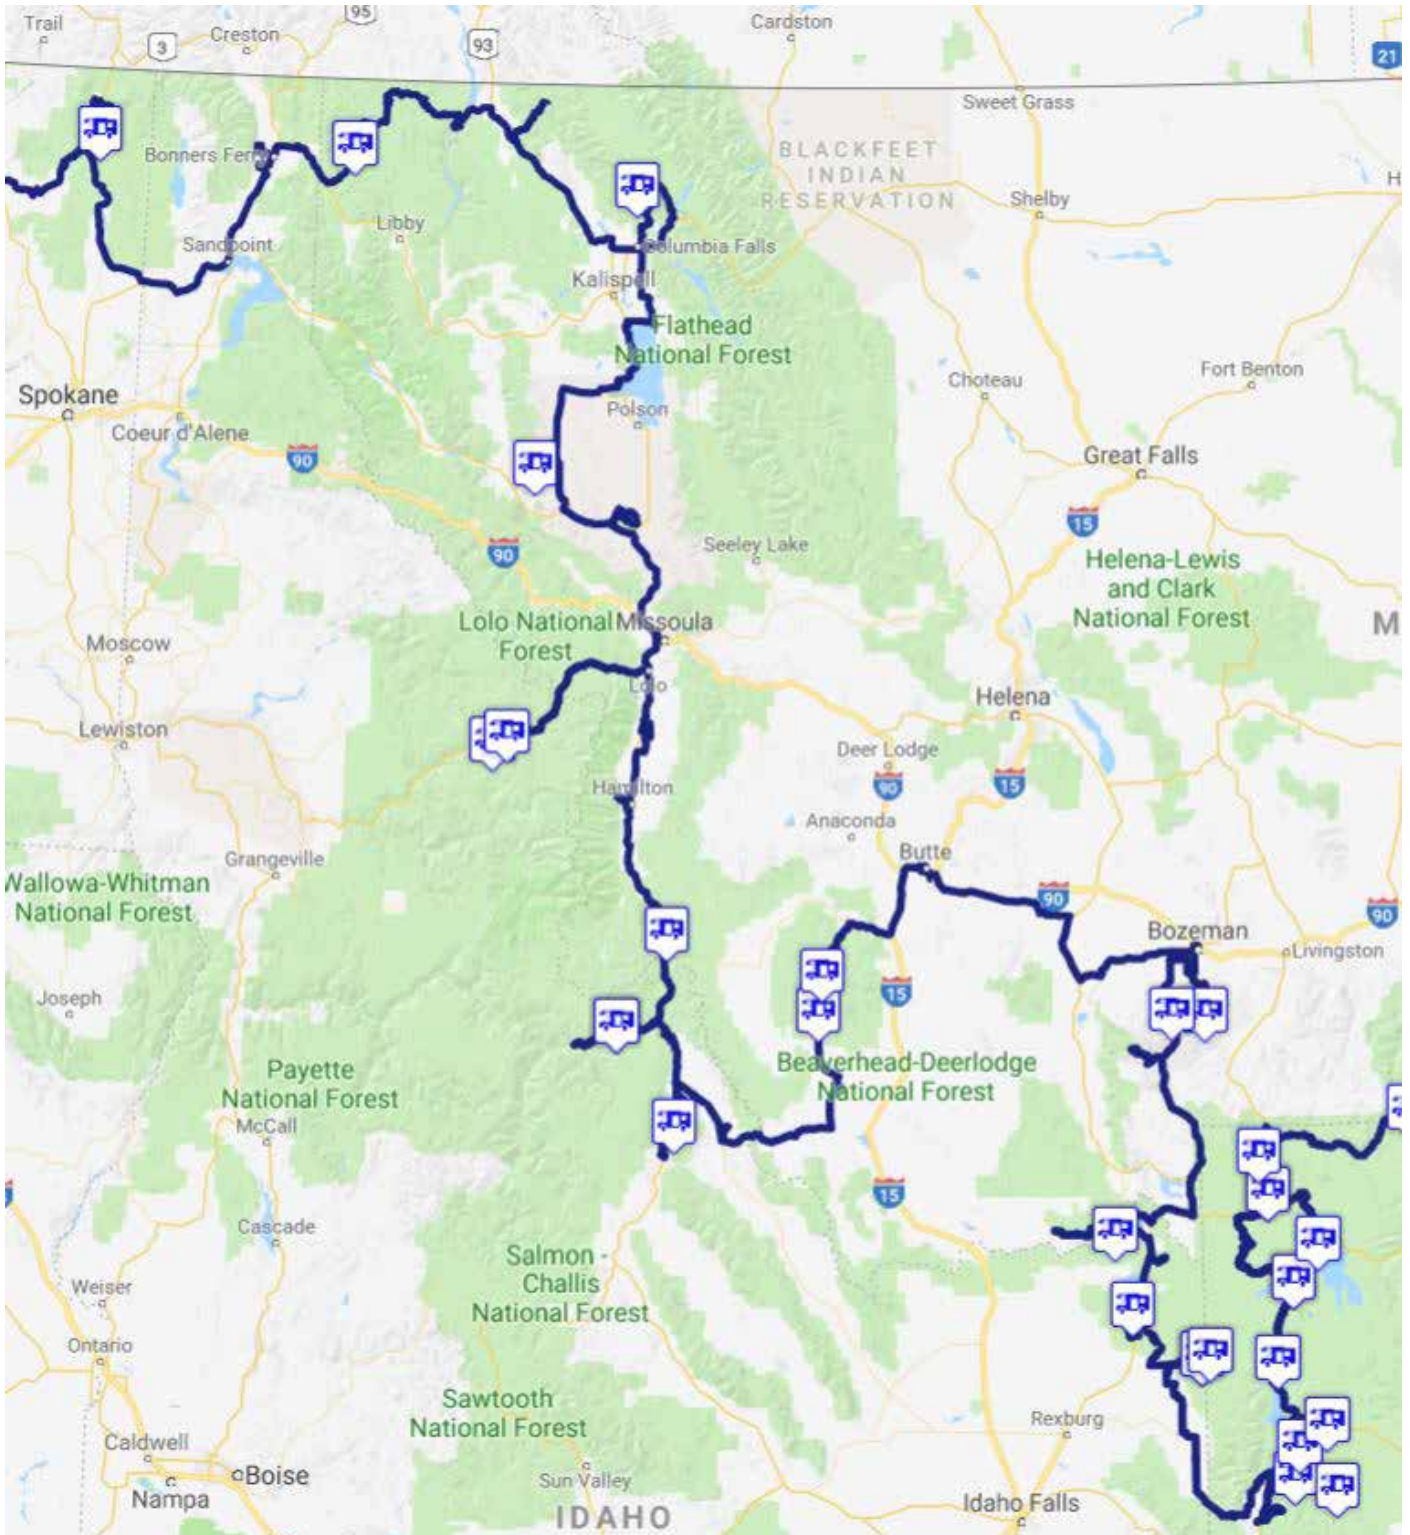 Trail
95
Creston
3
93
Cardston
21
Sweet Grass
Bonners Ferry
BLACKFEET
INDIAN
RESERVATION
H
Shelby
Libby
Sandpoint
Columbia Falls
Kalispell
Flathead
National Forest
Choteau
Fort Benton
Spokane
Polson
Coeur d'Alene
90
Great Falls
15
90
Seeley Lake
Helena-Lewis
and Clark
National Forest
Lolo National
Forest
Missoula
M
Moscow
Lolo
Helena
Lewiston
Deer Lodge
90
15
Hamilton
Anaconda
Butte
Grangeville
Wallowa-Whitman
National Forest
90
90
Bozeman
Livingston
Joseph
15
Beaverhead-Deerlodge
National Forest
Payette
National Forest
McCall
15
Cascade
Salmon -
Challis
National Forest
Weiser
Ontario
Sawtooth
National Forest
Rexburg
Caldwell
Boise
Nampa
Sun Valley
IDAHO
Idaho Falls